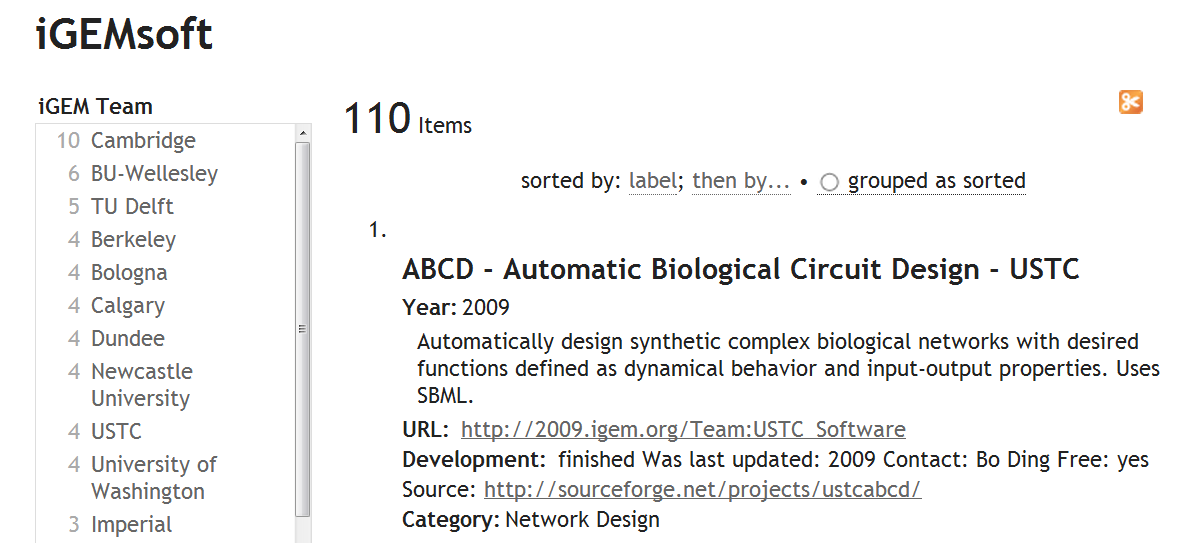 iGEMsoft
iGEM Team
10 Cambridge
6 BU-Wellesley
5 TU Delft
4 Berkeley
4 Bologna
4 Calgary
4 Dundee
4 Newcastle
University
4 USTC
4 University of
Washington
3 Imperial
110 Items
sorted by: label; then by... • grouped as sorted
1.
ABCD - Automatic Biological Circuit Design - USTC
Year: 2009
Automatically design synthetic complex biological networks with desired
functions defined as dynamical behavior and input-output properties. Uses
SBML.
URL: http://2009.igem.org/Team:USTC_Software
Development: finished Was last updated: 2009 Contact: Bo Ding Free: yes
Source: http://sourceforge.net/projects/ustcabcd/
Category: Network Design